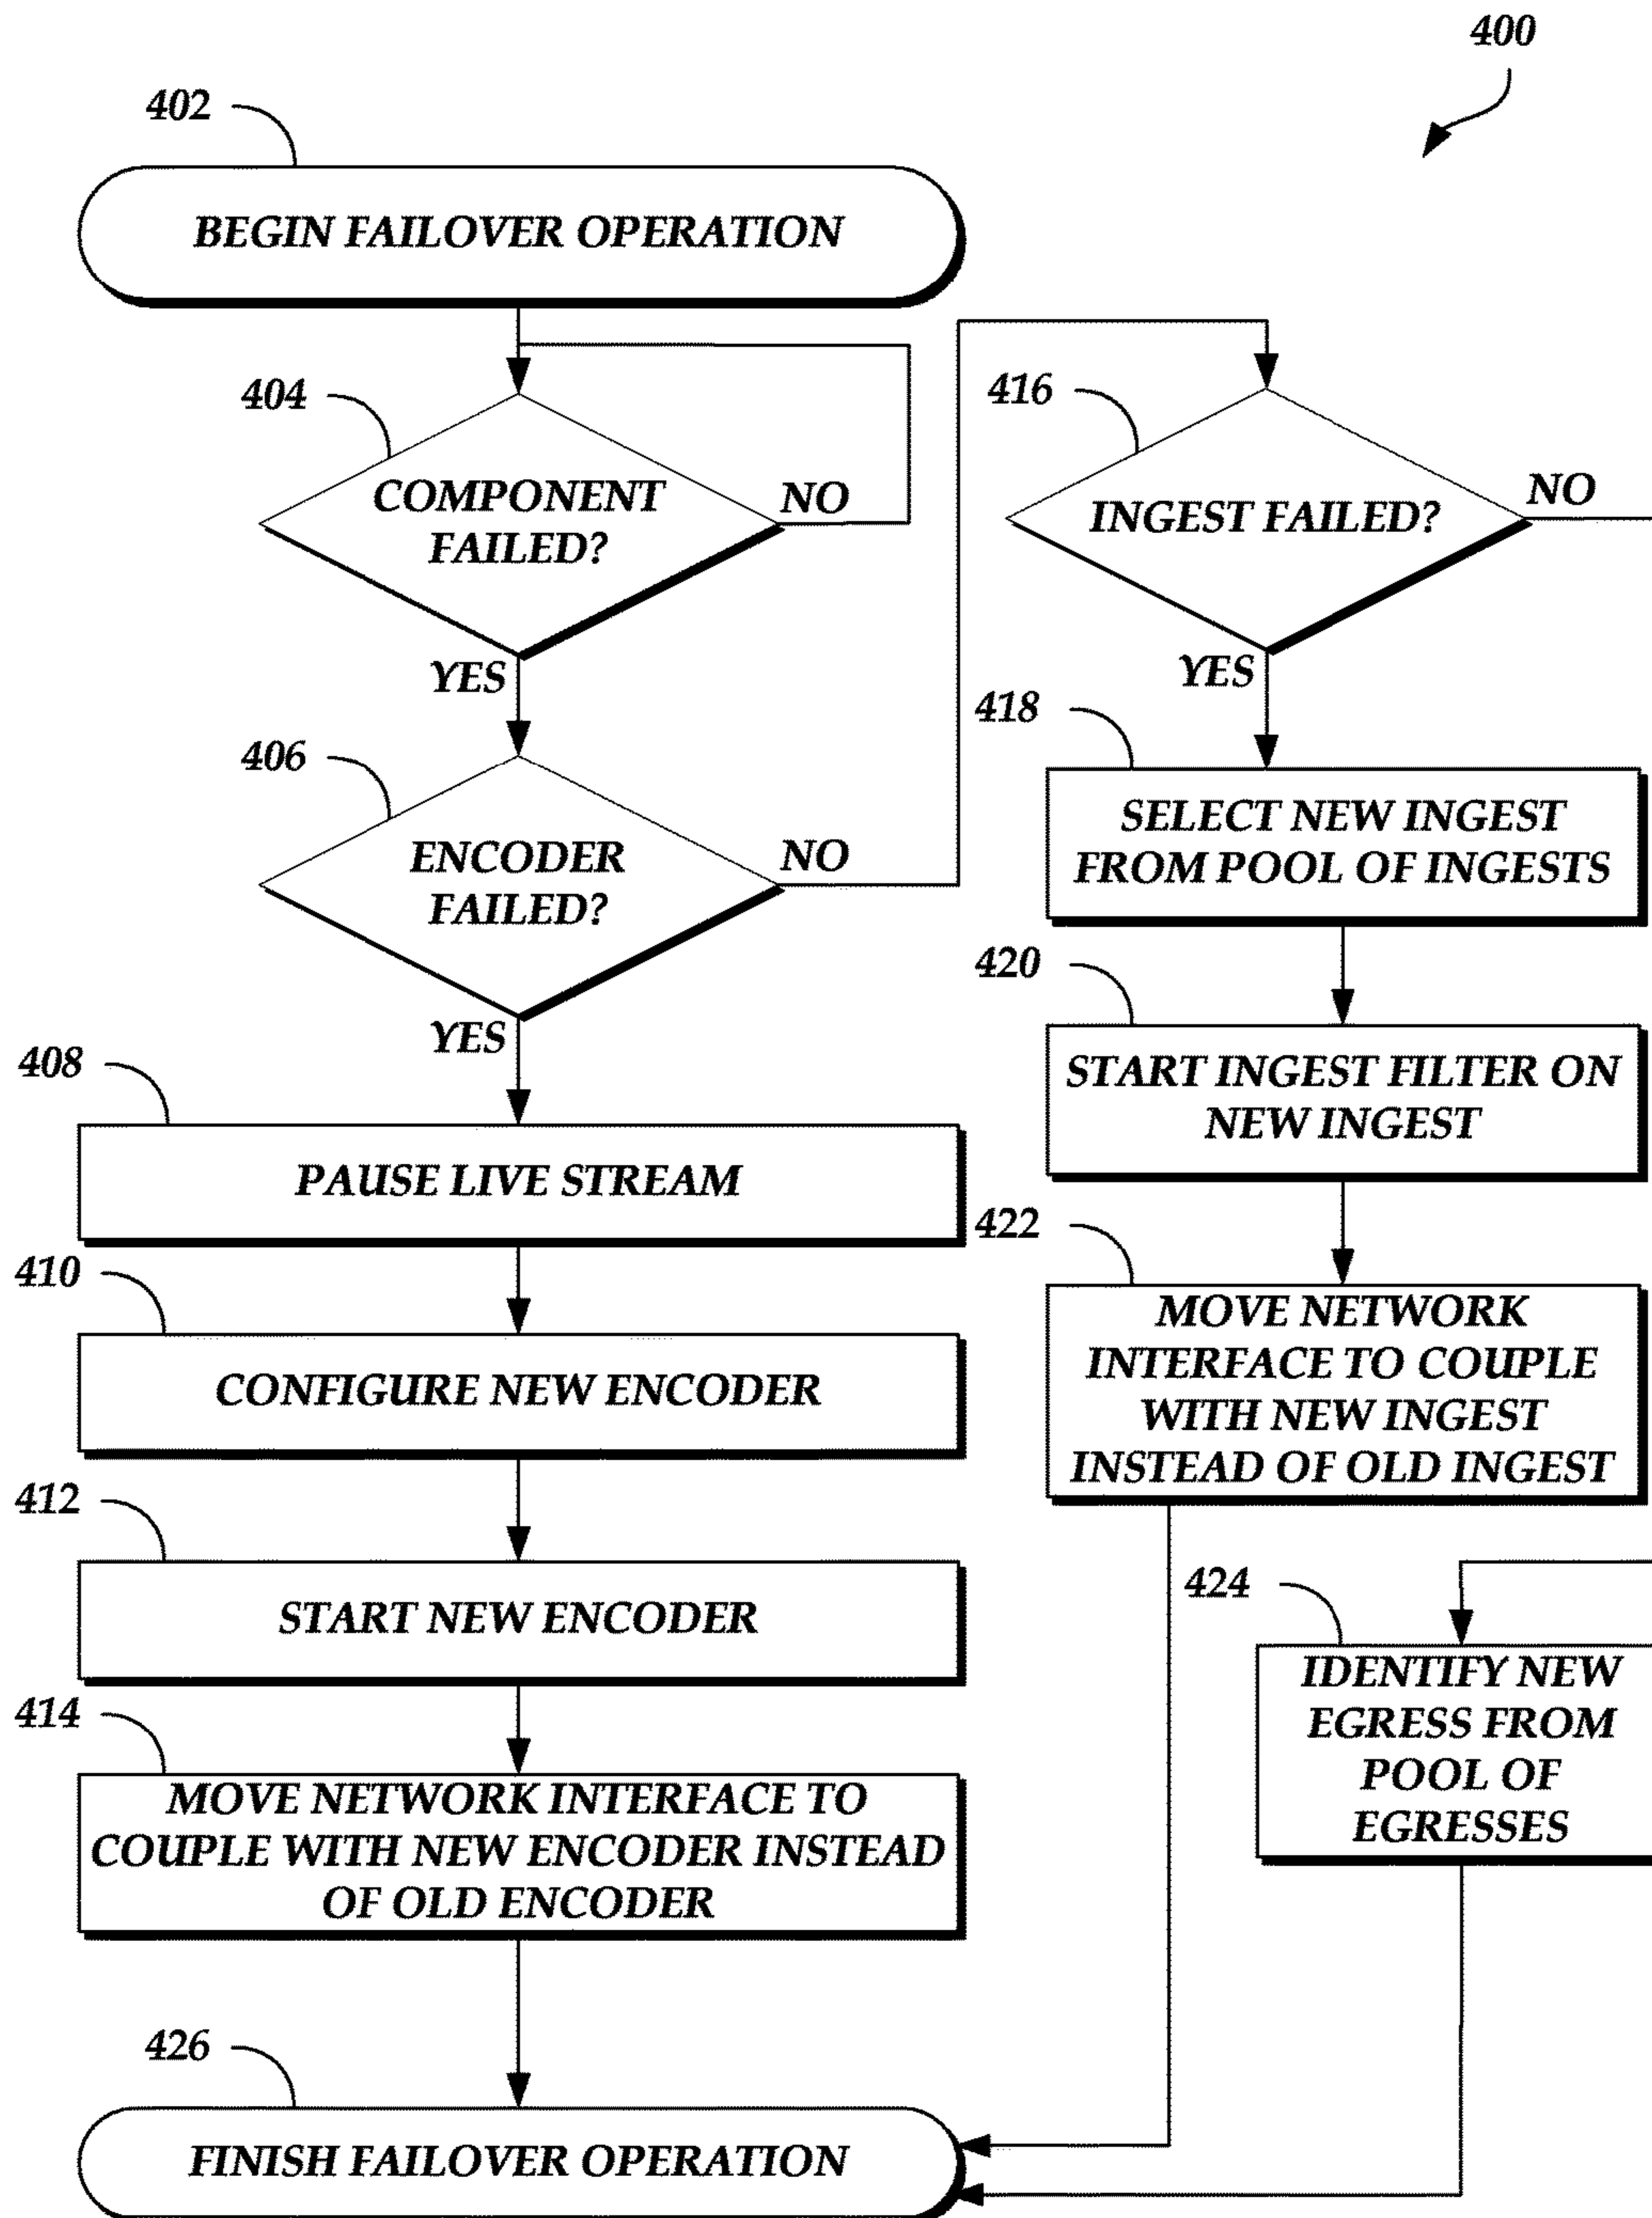 400
402
BEGIN FAILOVER OPERATION
404
COMPONENT
FAILED?
NO
YES
406
ENCODER
FAILED?
NO
YES
408
PAUSE LIVE STREAM
410
CONFIGURE NEW ENCODER
412
START NEW ENCODER
414
MOVE NETWORK INTERFACE TO
COUPLE WITH NEW ENCODER INSTEAD
OF OLD ENCODER
416
INGEST FAILED?
NO
YES
418
SELECT NEW INGEST
FROM POOL OF INGESTS
420
START INGEST FILTER ON
NEW INGEST
422
MOVE NETWORK
INTERFACE TO COUPLE
WITH NEW INGEST
INSTEAD OF OLD INGEST
424
IDENTIFY NEW
EGRESS FROM
POOL OF
EGRESSES
426
FINISH FAILOVER OPERATION